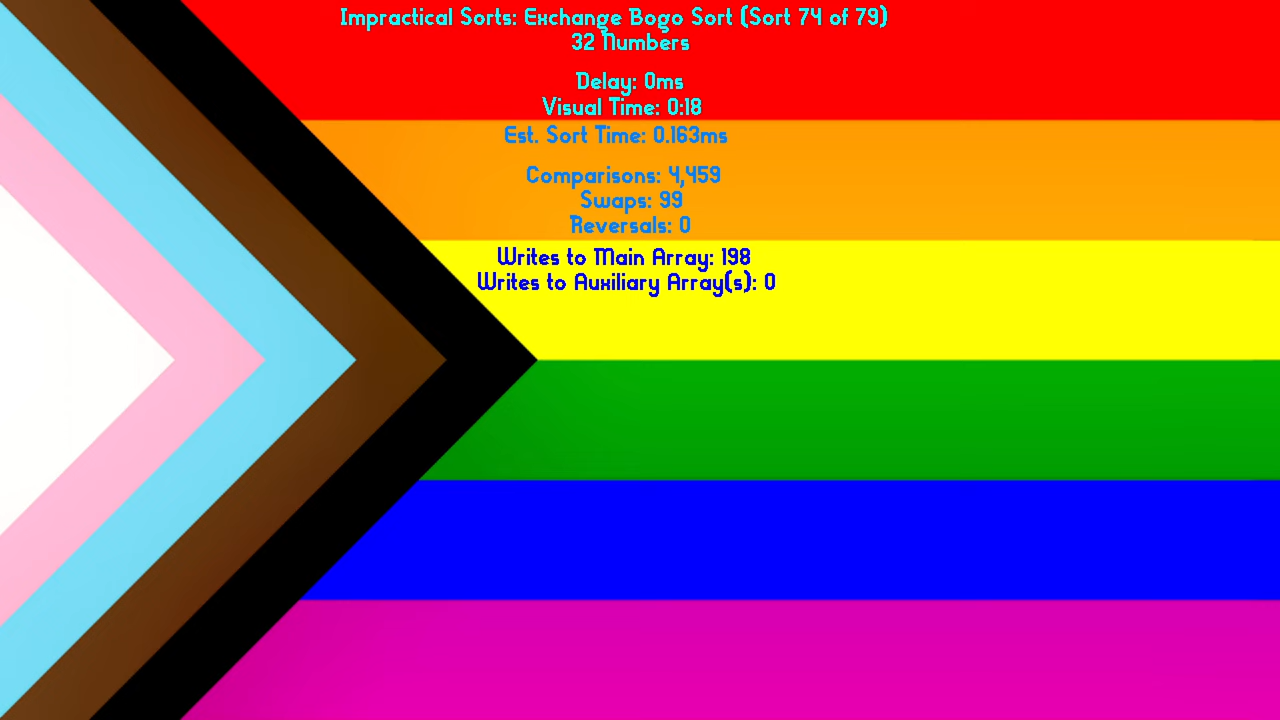 Impractical Sorts: Exchange Bogo Sort (Sort 74 of 79)
32 Numbers
Delay: 0ms
Visual Time: 0:18
Est. Sort Time: 0.163ms
Comparisons: 4,459
Swaps: 99
Reversals: 0
Writes to Main Array: 198
Writes to Auxiliary Array(s): 0